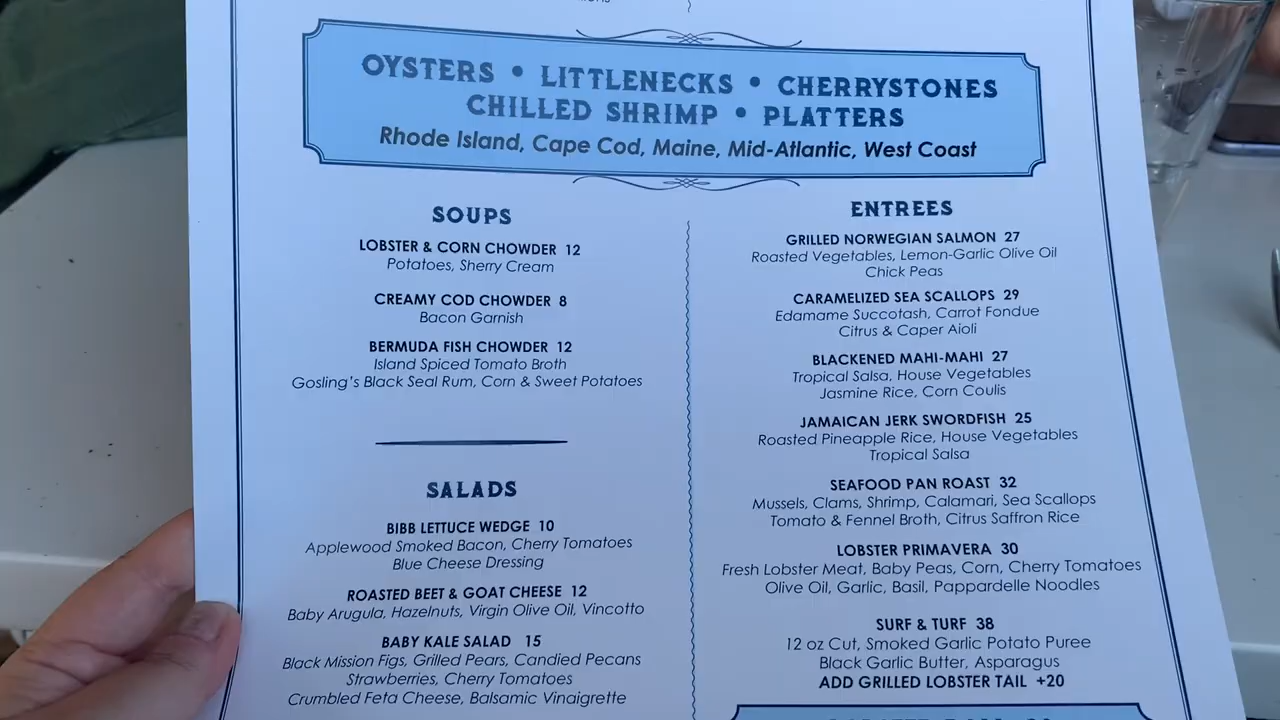 OYSTERS • LITTLENECKS • CHERRYSTONES
CHILLED SHRIMP • PLATTERS
Rhode Island, Cape Cod, Maine, Mid-Atlantic, West Coast
SOUPS
LOBSTER & CORN CHOWDER 12
Potatoes, Sherry Cream
CREAMY COD CHOWDER 8
Bacon Garnish
BERMUDA FISH CHOWDER 12
Island Spiced Tomato Broth
Gosling's Black Seal Rum, Corn & Sweet Potatoes
SALADS
BIBB LETTUCE WEDGE 10
Applewood Smoked Bacon, Cherry Tomatoes
Blue Cheese Dressing
ROASTED BEET & GOAT CHEESE 12
Baby Arugula, Hazelnuts, Virgin Olive Oil, Vincotto
BABY KALE SALAD 15
Black Mission Figs, Grilled Pears, Candied Pecans
Strawberries, Cherry Tomatoes
Crumbled Feta Cheese, Balsamic Vinaigrette
ENTREES
GRILLED NORWEGIAN SALMON 27
Roasted Vegetables, Lemon-Garlic Olive Oil
Chick Peas
CARAMELIZED SEA SCALLOPS 29
Edamame Succotash, Carrot Fondue
Citrus & Caper Aioli
BLACKENED MAHI-MAHI 27
Tropical Salsa, House Vegetables
Jasmine Rice, Corn Coulis
JAMAICAN JERK SWORDFISH 25
Roasted Pineapple Rice, House Vegetables
Tropical Salsa
SEAFOOD PAN ROAST 32
Mussels, Clams, Shrimp, Calamari, Sea Scallops
Tomato & Fennel Broth, Citrus Saffron Rice
LOBSTER PRIMAVERA 30
Fresh Lobster Meat, Baby Peas, Corn, Cherry Tomatoes
Olive Oil, Garlic, Basil, Pappardelle Noodles
SURF & TURF 38
12 oz Cut, Smoked Garlic Potato Puree
Black Garlic Butter, Asparagus
ADD GRILLED LOBSTER TAIL +20